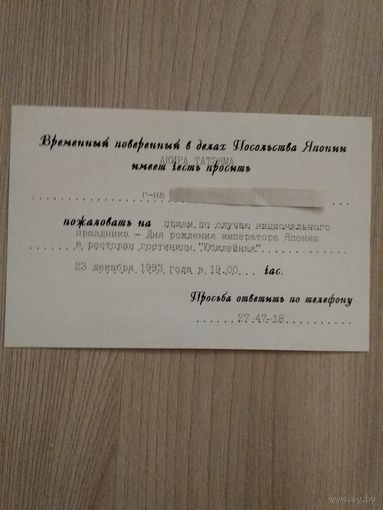 Временный поверенный в делах Посольства Японии
АКИРА ТАТЭЯМА
имеет честь просить
г-на
пожаловать на прием по случаю национального
праздника - Дня рождения императора Японии
в ресторан гостиницы "Юбилейная"
23 декабря 1993 года в 19.00 час.
Просьба ответить по телефону
27-47-18
www.ay.by